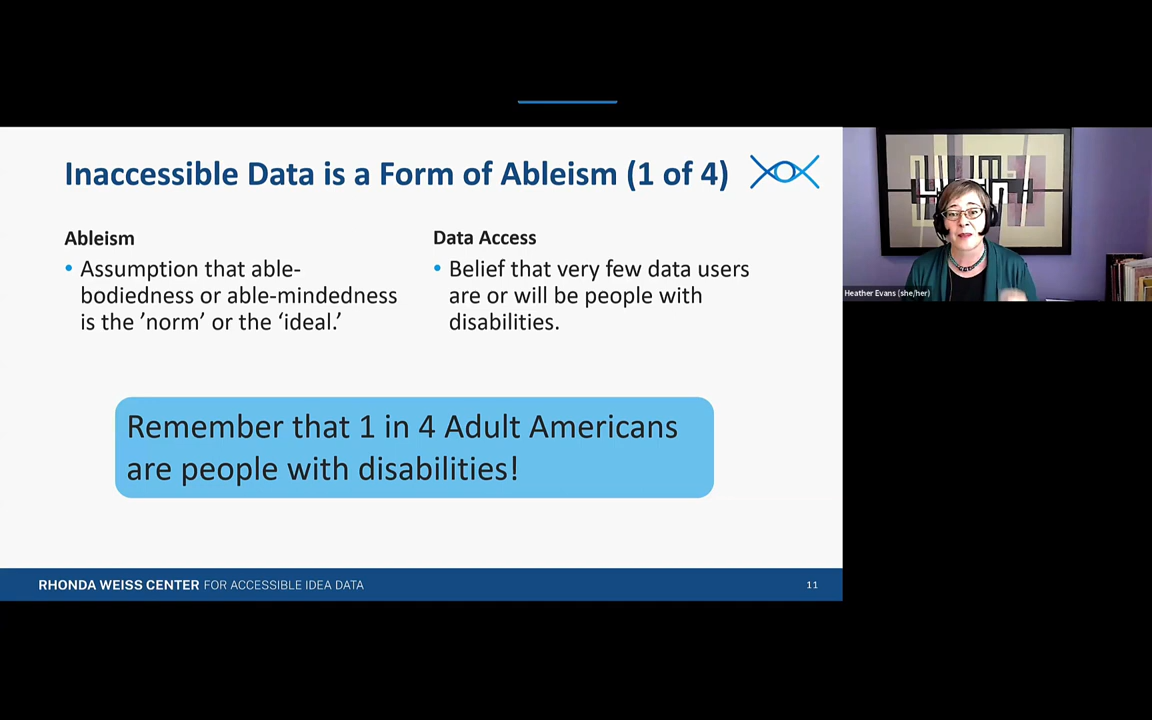 Inaccessible Data is a Form of Ableism (1 of 4)
Ableism
• Assumption that able-
bodiedness or able-mindedness
is the ’norm’ or the ‘ideal.’
Data Access
• Belief that very few data users
are or will be people with
disabilities.
Remember that 1 in 4 Adult Americans
are people with disabilities!
RHONDA WEISS CENTER FOR ACCESSIBLE IDEA DATA
11
Heather Evans (she/her)